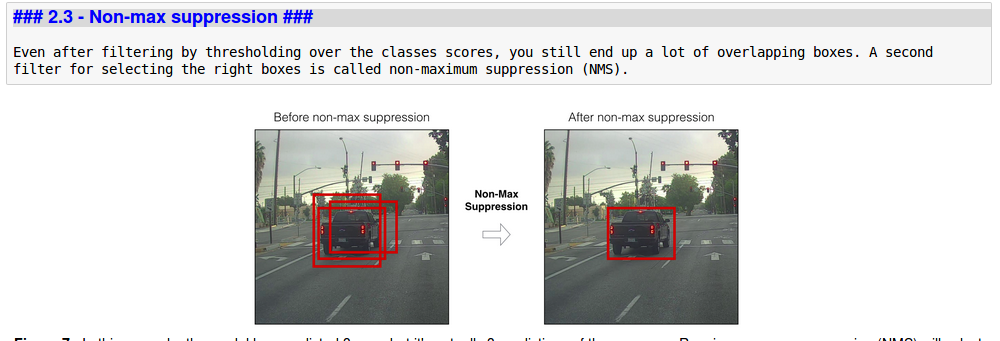 ### 2.3 - Non-max suppression ###
Even after filtering by thresholding over the classes scores, you still end up a lot of overlapping boxes. A second
filter for selecting the right boxes is called non-maximum suppression (NMS).
Before non-max suppression
After non-max suppression
Non-Max
Suppression